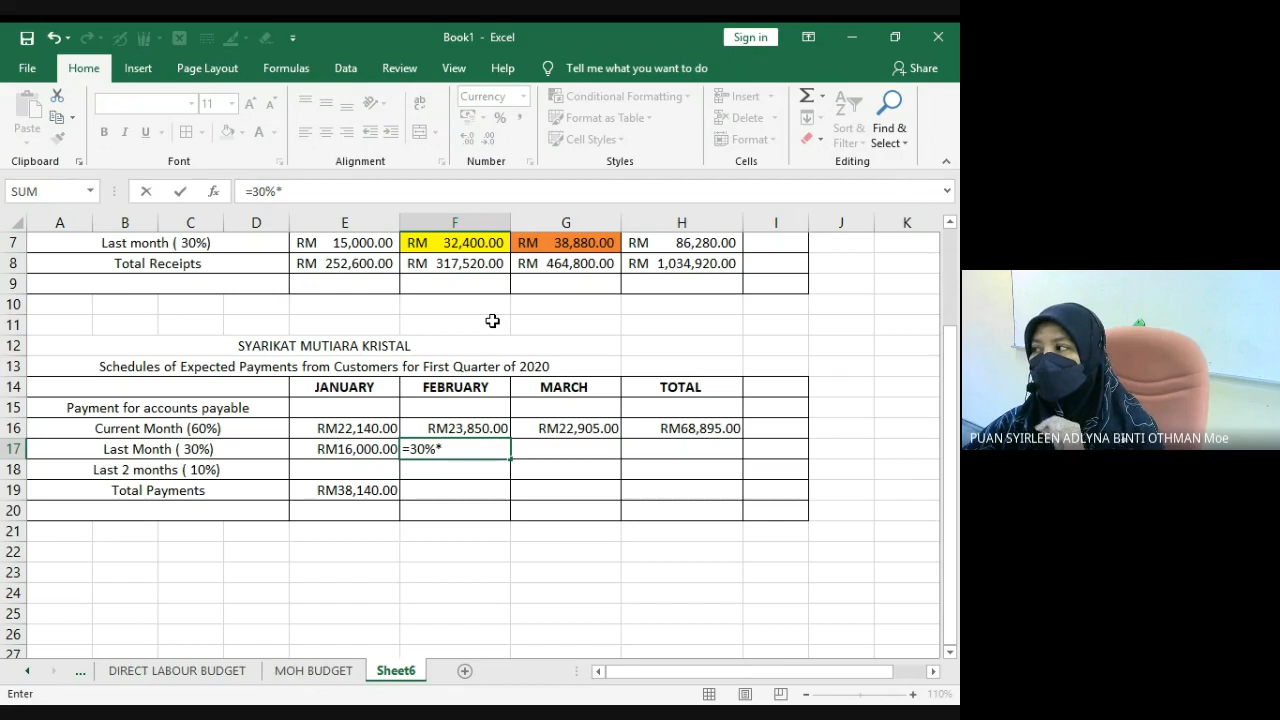 Book1 - Excel
Sign in
File Home Insert Page Layout Formulas Data Review View Help Tell me what you want to do Share
Paste
11
A A
ab
Currency
Conditional Formatting
Insert
Format as Table
Delete
Cell Styles
Format
B I U
% ,
Sort & Filter
Find & Select
Clipboard Font Alignment Number Styles Cells Editing
SUM fx =30%*
A B C D E F G H I J K
7 Last month ( 30%) RM 15,000.00 RM 32,400.00 RM 38,880.00 RM 86,280.00
8 Total Receipts RM 252,600.00 RM 317,520.00 RM 464,800.00 RM 1,034,920.00
9
10
11
12 SYARIKAT MUTIARA KRISTAL
13 Schedules of Expected Payments from Customers for First Quarter of 2020
14 JANUARY FEBRUARY MARCH TOTAL
15 Payment for accounts payable
16 Current Month (60%) RM22,140.00 RM23,850.00 RM22,905.00 RM68,895.00
17 Last Month ( 30%) RM16,000.00 =30%*
18 Last 2 months ( 10%)
19 Total Payments RM38,140.00
20
21
22
23
24
25
26
27
... DIRECT LABOUR BUDGET MOH BUDGET Sheet6
Enter 110%
PUAN SYIRLEEN ADLYNA BINTI OTHMAN Moe